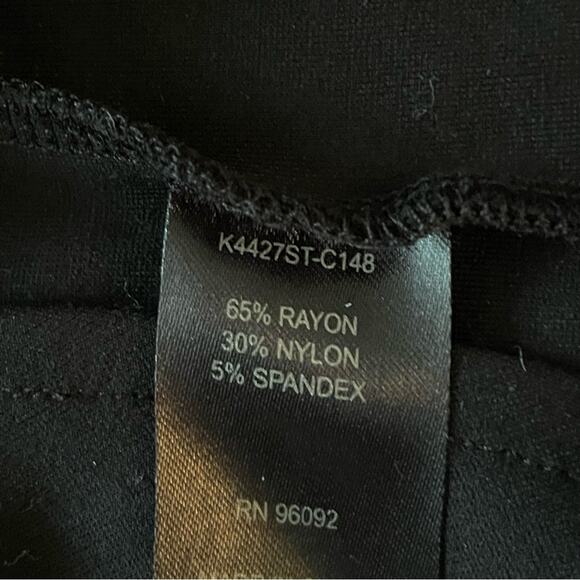 K4427ST-C148
65% RAYON
30% NYLON
5% SPANDEX
RN 96092